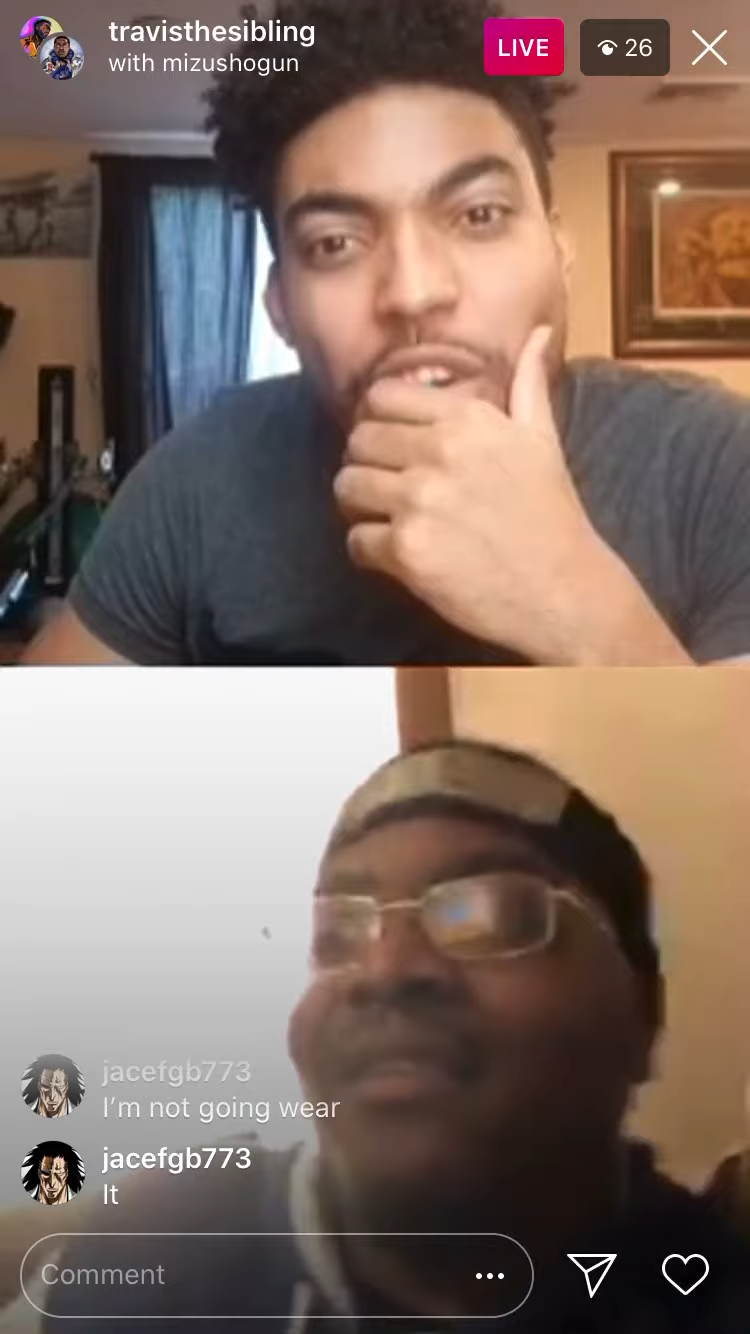 travisthesibling
with mizushogun
LIVE
26
jacefgb773
I’m not going wear
jacefgb773
It
Comment